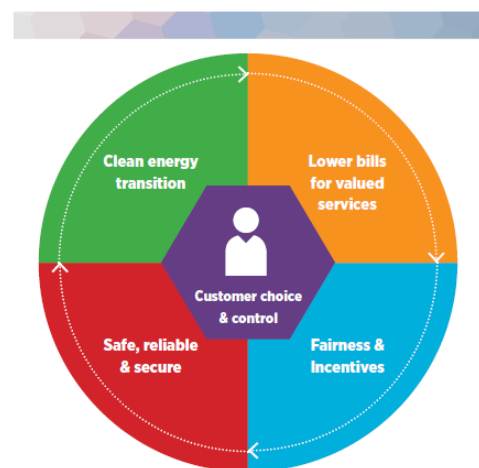 Clean energy
transition
Lower bills
for valued
services
Customer choice
& control
Safe, reliable
& secure
Fairness &
Incentives